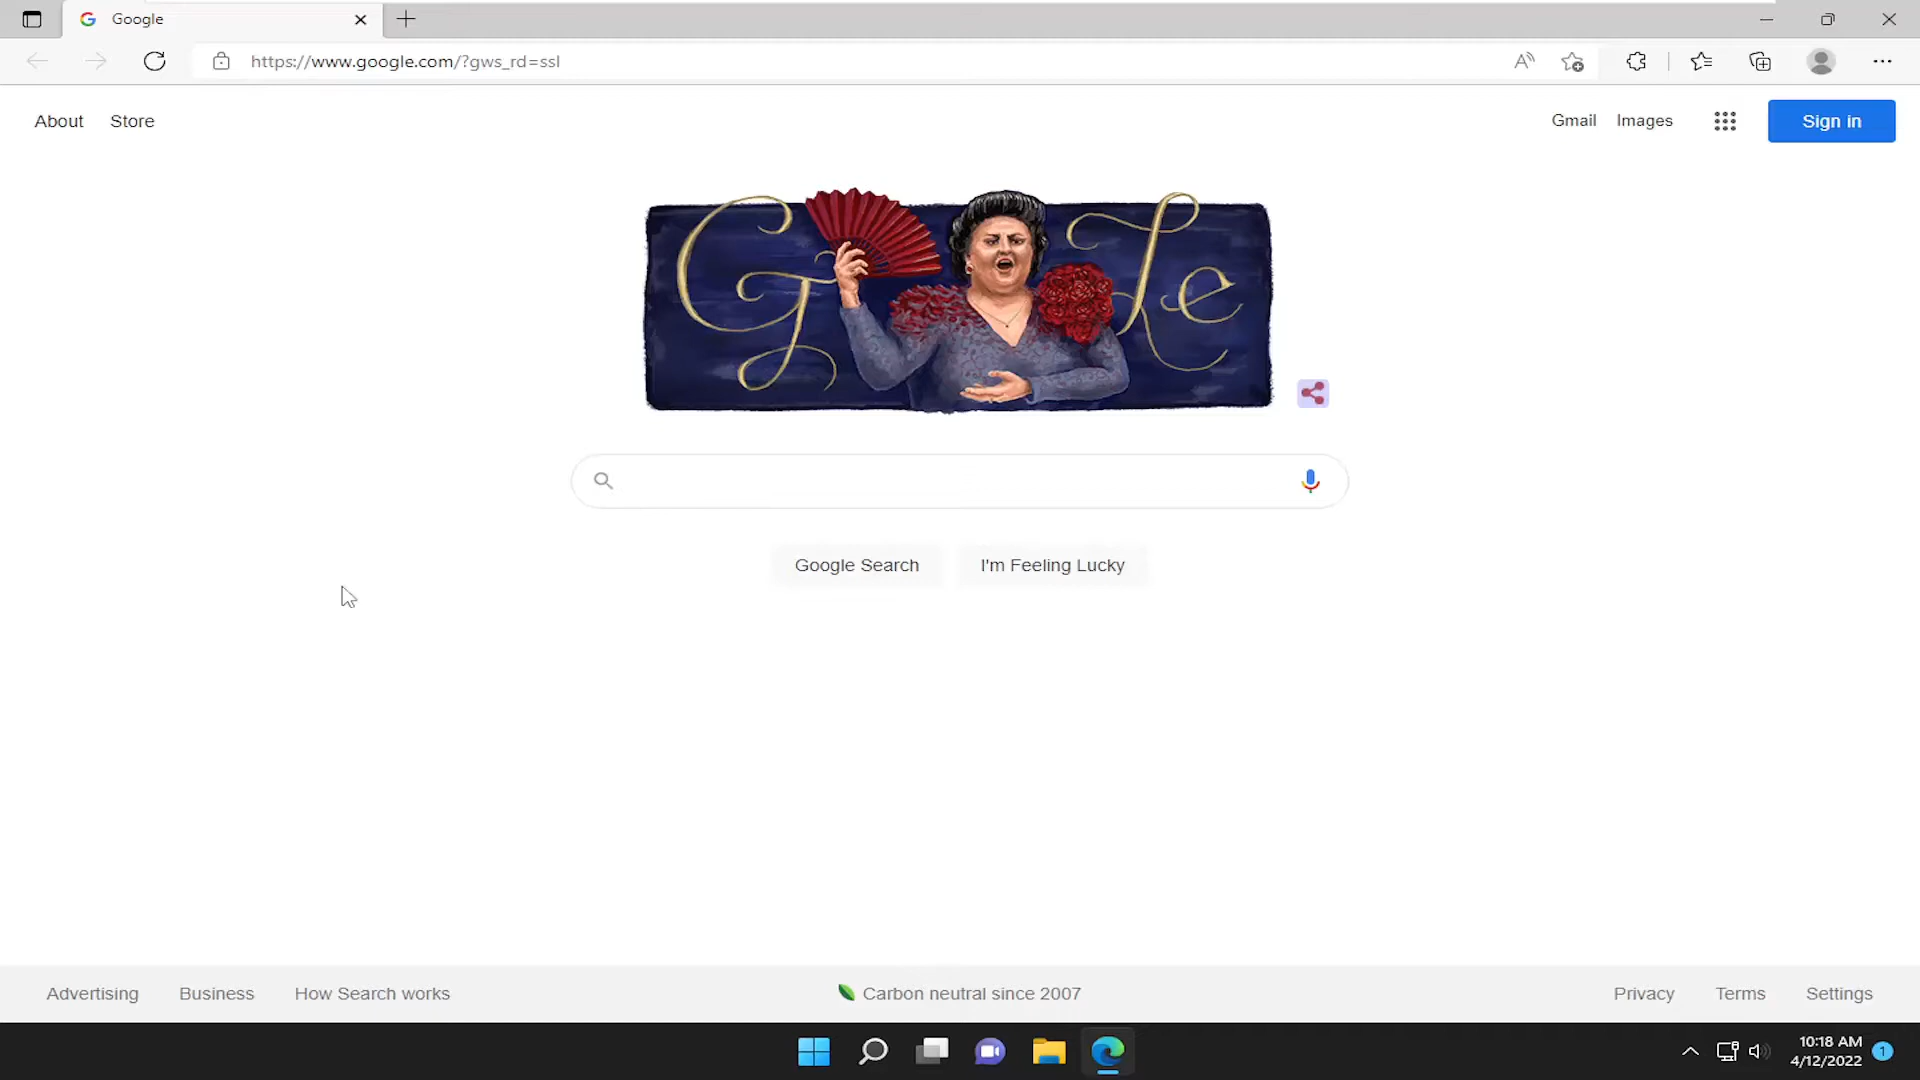 Google
https://www.google.com/?gws_rd=ssl
About Store
Gmail Images Sign in
G le
Google Search I'm Feeling Lucky
Advertising Business How Search works
Carbon neutral since 2007
Privacy Terms Settings
10:18 AM
4/12/2022 1